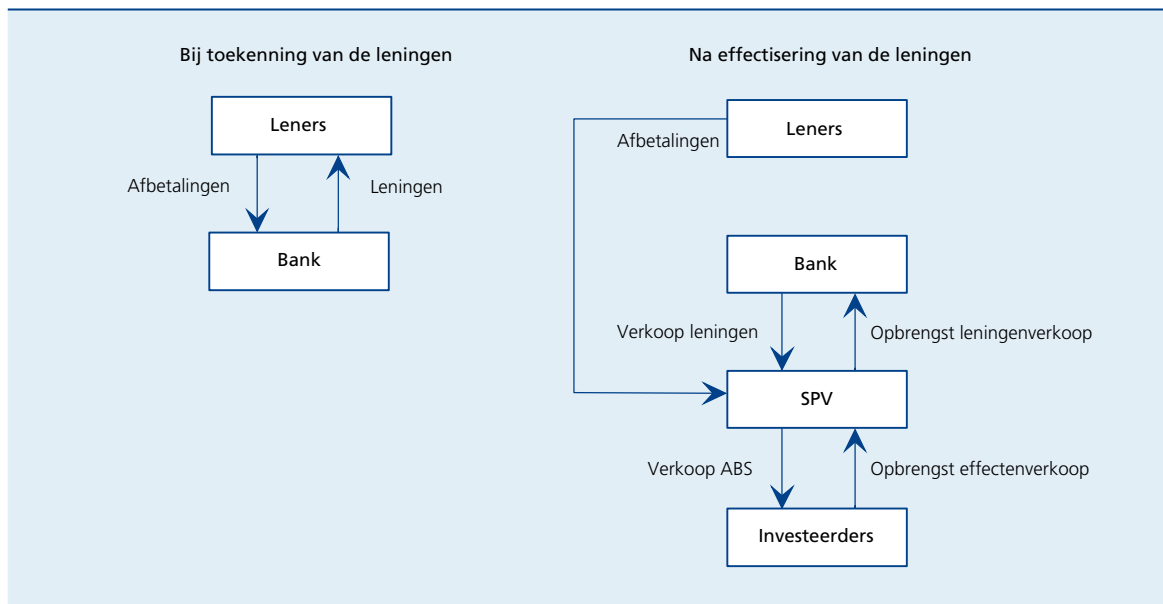 Bij toekenning van de leningen
Leners
Afbetalingen
Leningen
Bank
Na effectisering van de leningen
Leners
Afbetalingen
Bank
Verkoop leningen
Opbrengst leningenverkoop
SPV
Verkoop ABS
Opbrengst effectenverkoop
Investeerders